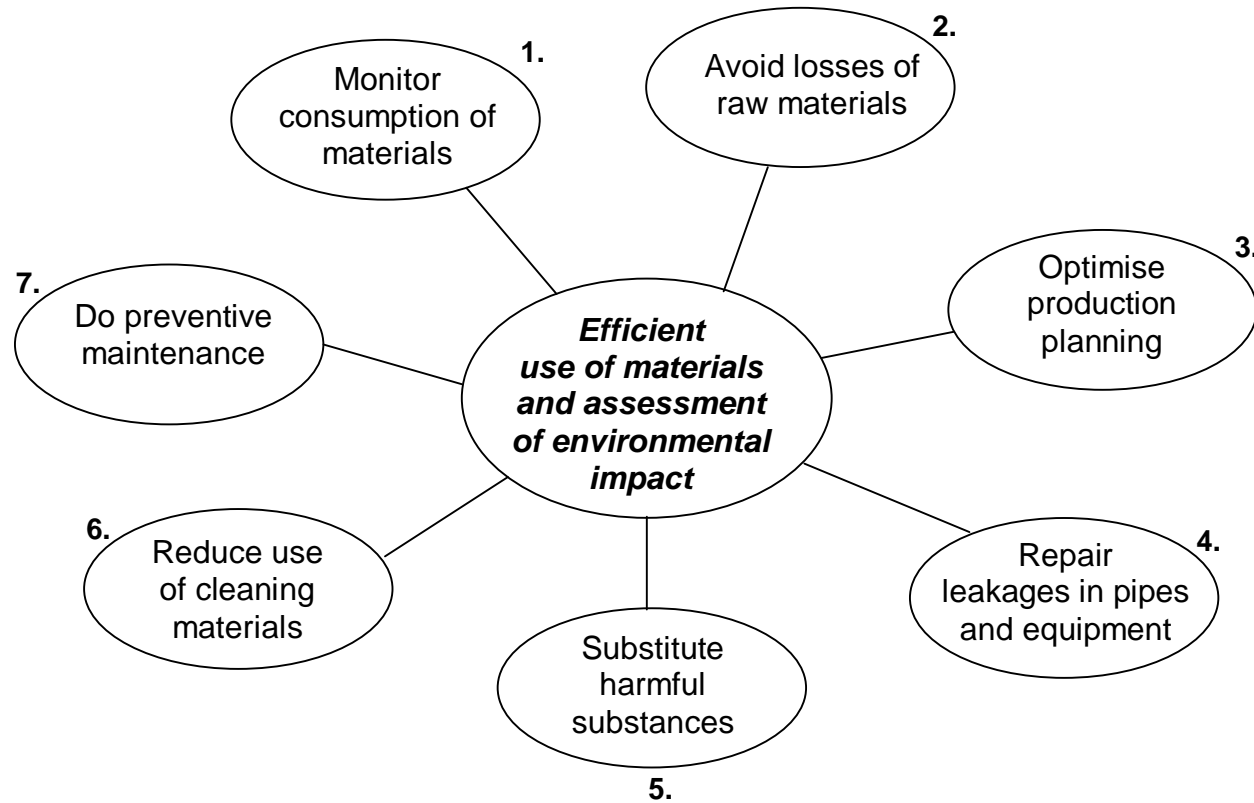 1.
Monitor
consumption of
materials
2.
Avoid losses of
raw materials
3.
Optimise
production
planning
4.
Repair
leakages in pipes
and equipment
5.
Substitute
harmful
substances
6.
Reduce use
of cleaning
materials
7.
Do preventive
maintenance
Efficient
use of materials
and assessment
of environmental
impact